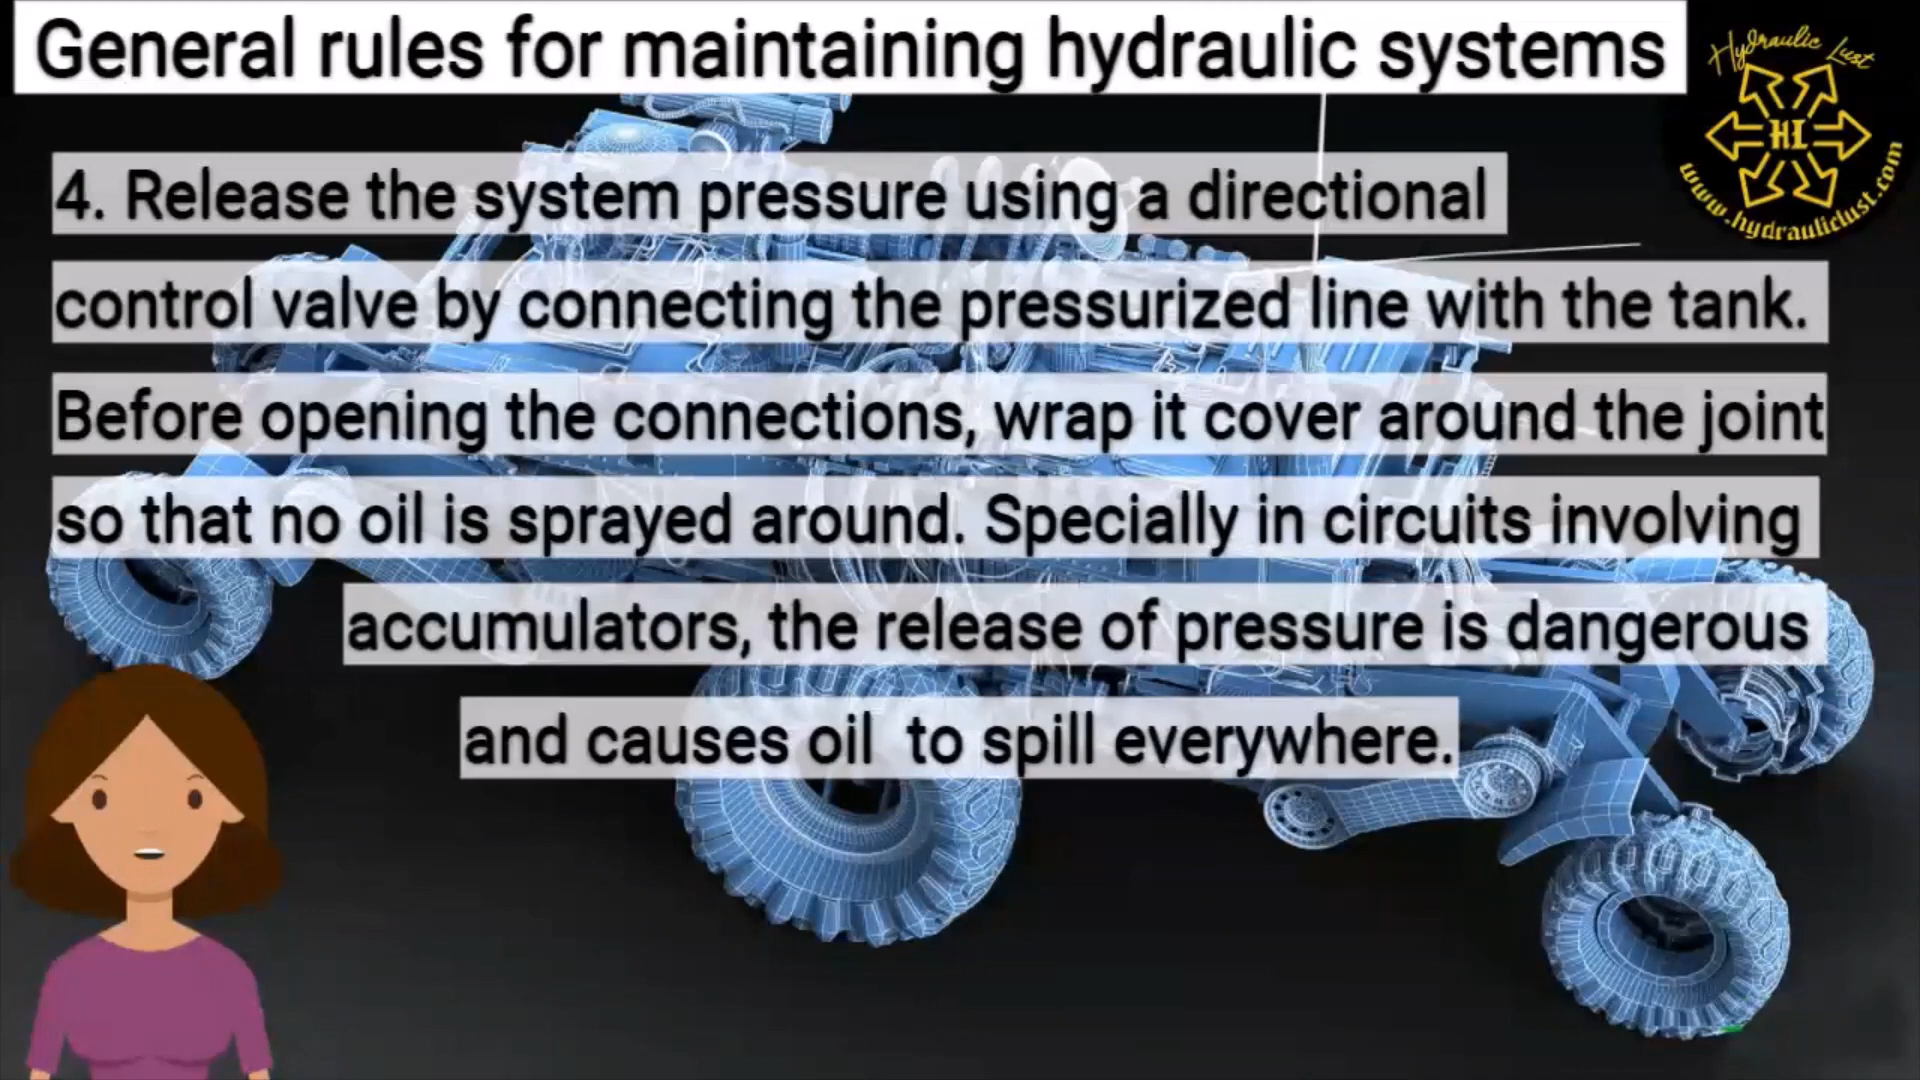 General rules for maintaining hydraulic systems
Hydraulic Lust
HL
www.hydrauliclust.com
4. Release the system pressure using a directional
control valve by connecting the pressurized line with the tank.
Before opening the connections, wrap it cover around the joint
so that no oil is sprayed around. Specially in circuits involving
accumulators, the release of pressure is dangerous
and causes oil to spill everywhere.